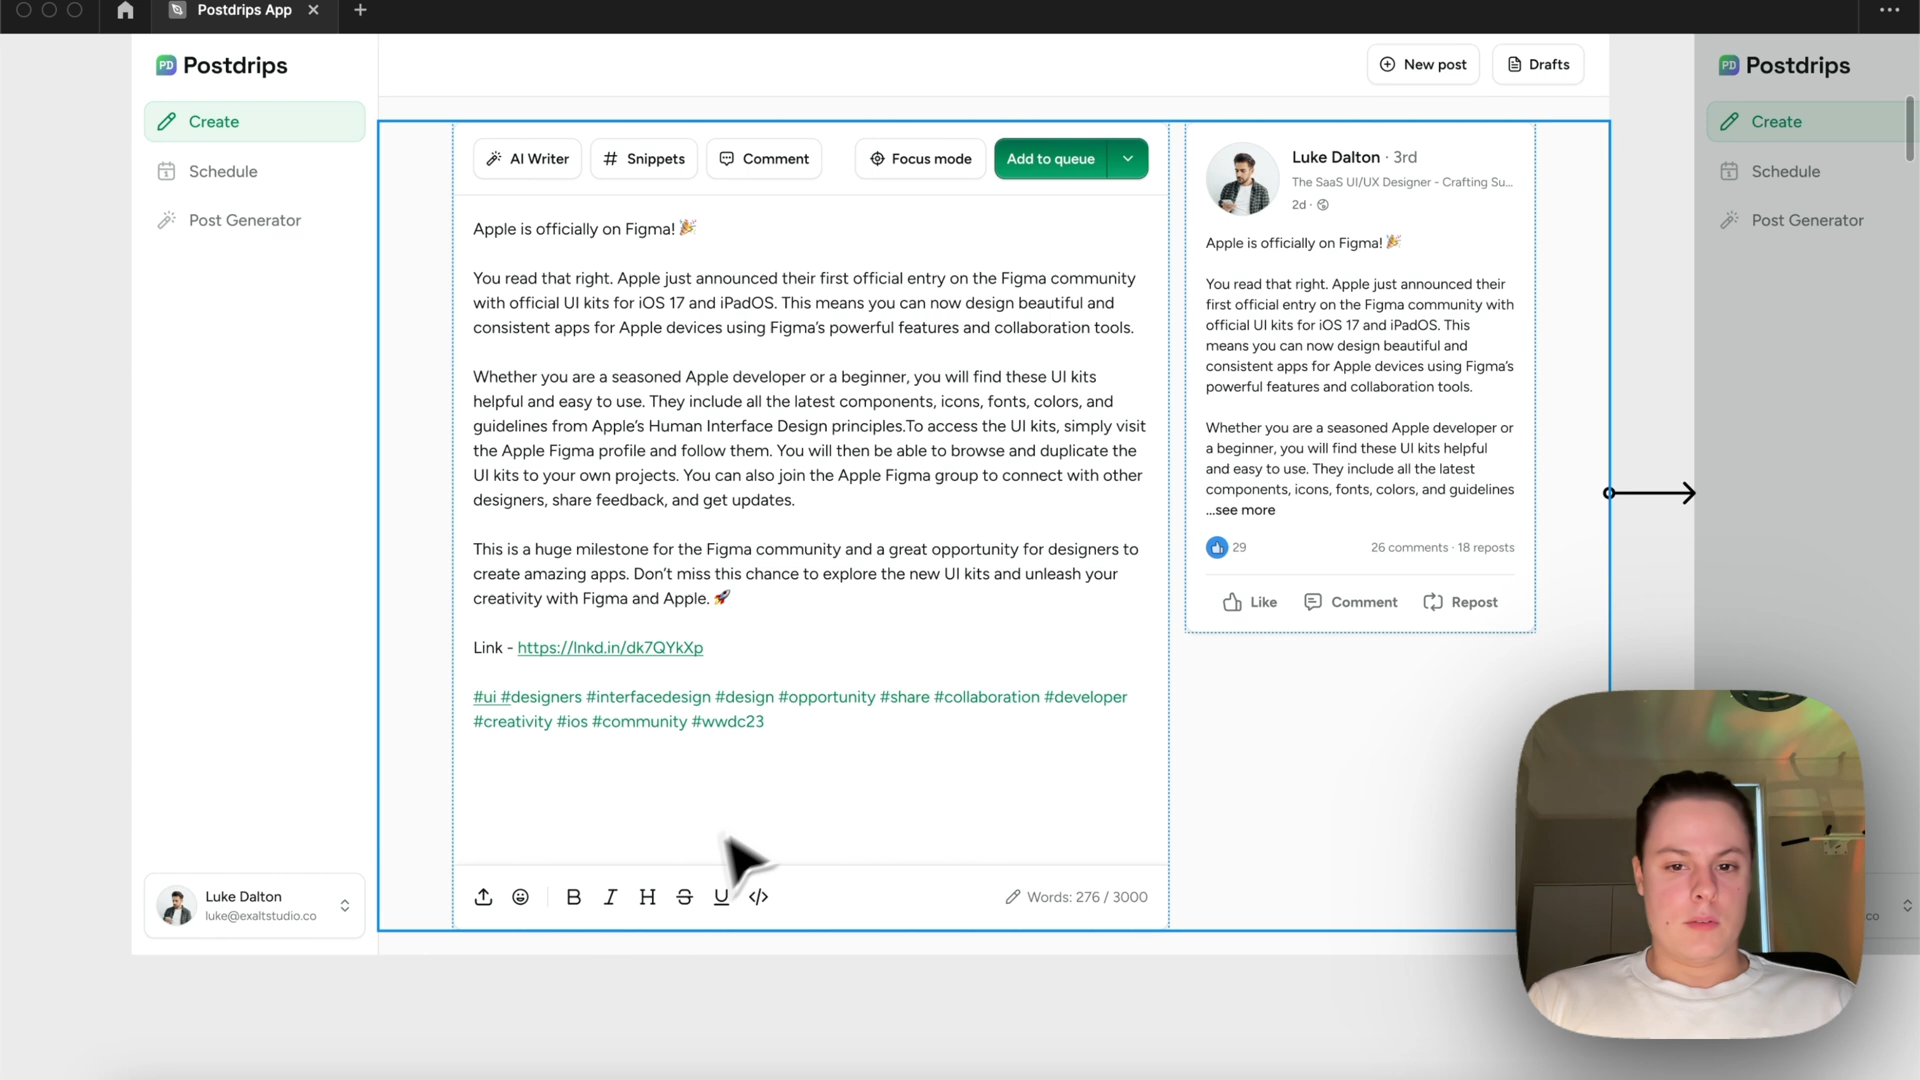 Postdrips App
Postdrips
New post
Drafts
Postdrips
Create
Schedule
Post Generator
AI Writer
Snippets
Comment
Focus mode
Add to queue
Apple is officially on Figma! 🎉
You read that right. Apple just announced their first official entry on the Figma community
with official UI kits for iOS 17 and iPadOS. This means you can now design beautiful and
consistent apps for Apple devices using Figma's powerful features and collaboration tools.
Whether you are a seasoned Apple developer or a beginner, you will find these UI kits
helpful and easy to use. They include all the latest components, icons, fonts, colors, and
guidelines from Apple's Human Interface Design principles.To access the UI kits, simply visit
the Apple Figma profile and follow them. You will then be able to browse and duplicate the
UI kits to your own projects. You can also join the Apple Figma group to connect with other
designers, share feedback, and get updates.
This is a huge milestone for the Figma community and a great opportunity for designers to
create amazing apps. Don't miss this chance to explore the new UI kits and unleash your
creativity with Figma and Apple. 🚀
Link - https://lnkd.in/dk7QYkXp
#ui #designers #interfacedesign #design #opportunity #share #collaboration #developer
#creativity #ios #community #wwdc23
B I H S U </>
Words: 276 / 3000
Luke Dalton · 3rd
The SaaS UI/UX Designer - Crafting Su...
2d ·
Apple is officially on Figma! 🎉
You read that right. Apple just announced their
first official entry on the Figma community with
official UI kits for iOS 17 and iPadOS. This
means you can now design beautiful and
consistent apps for Apple devices using Figma's
powerful features and collaboration tools.
Whether you are a seasoned Apple developer or
a beginner, you will find these UI kits helpful
and easy to use. They include all the latest
components, icons, fonts, colors, and guidelines
...see more
29
26 comments · 18 reposts
Like
Comment
Repost
Luke Dalton
luke@exaltstudio.co
Create
Schedule
Post Generator
co